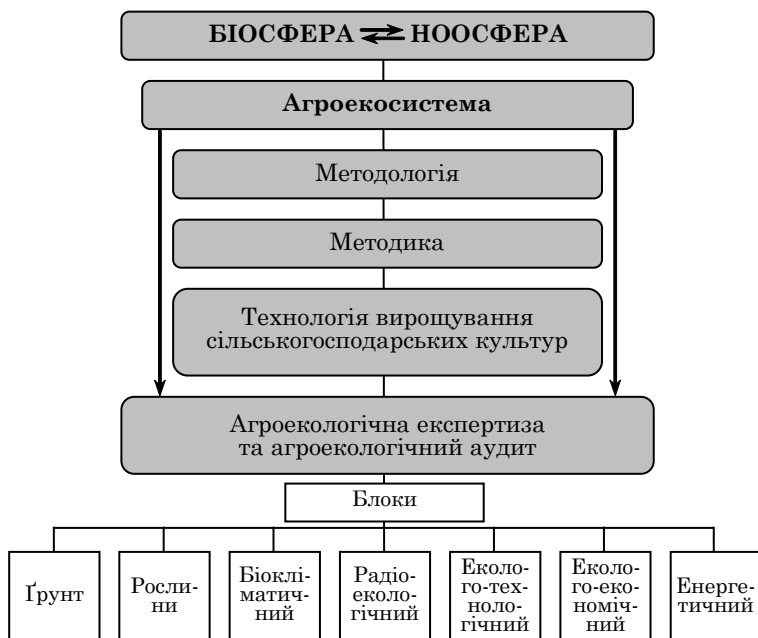 БІОСФЕРА ⇌ НООСФЕРА
Агроекосистема
Методологія
Методика
Технологія вирощування
сільськогосподарських культур
Агроекологічна експертиза
та агроекологічний аудит
Блоки
Ґрунт
Росли-
ни
Біоклі-
матич-
ний
Радіо-
еколо-
гічний
Еколо-
го-тех-
ноло-
гічний
Еколо-
го-еко-
номіч-
ний
Енерге-
тичний